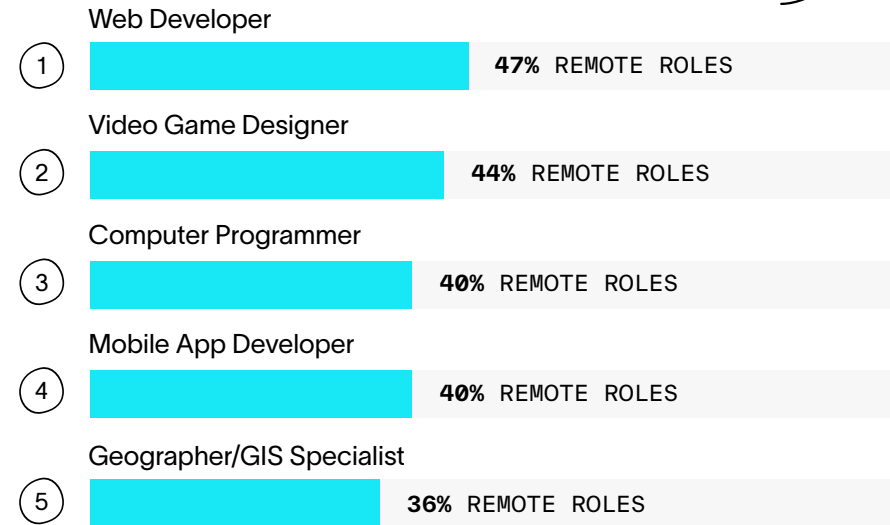 Web Developer
1
47% REMOTE ROLES
Video Game Designer
2
44% REMOTE ROLES
Computer Programmer
3
40% REMOTE ROLES
Mobile App Developer
4
40% REMOTE ROLES
Geographer/GIS Specialist
5
36% REMOTE ROLES